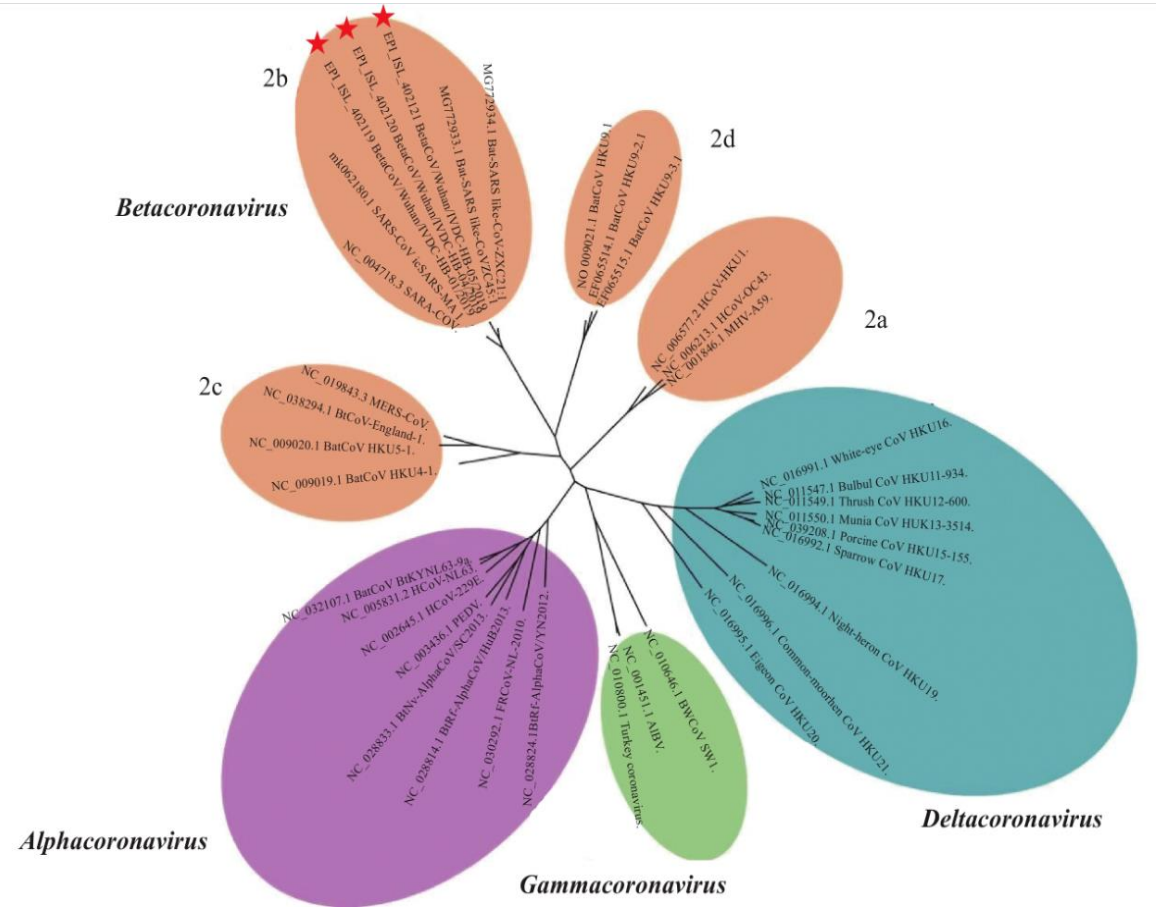 2b
EPI_ISL_402119 BetaCoV/Wuhan/IVDC-HB-01/2019
EPI_ISL_402120 BetaCoV/Wuhan/IVDC-HB-04/20
EPI_ISL_402121 BetaCoV/Wuhan/IVDC-HB-05/2018
MG772933.1 Bat-SARS like-CoVZC45:1
MG772934.1 Bat-SARS like-CoV-ZXC21:1
mk062180.1 SARS-CoV icSARS-MA
NC_004718.3 SARA-COV.
Betacoronavirus
2d
NO 009021.1 BatCoV HKU9.1
EF065514.1 BatCoV HKU9-2.1
EF065515.1 BatCoV HKU9-3.1
2a
NC_006577.2 HCoV-HKU1.
NC_006213.1 HCoV-OC43.
NC_001846.1 MHV-A59.
2c
NC_019843.3 MERS-CoV.
NC_038294.1 BtCoV-England-1.
NC_009020.1 BatCoV HKU5-1.
NC_009019.1 BatCoV HKU4-1.
NC_016991.1 White-eye CoV HKU16.
NC_011547.1 Bulbul CoV HKU11-934.
NC_011549.1 Thrush CoV HKU12-600.
NC_011550.1 Munia CoV HUK13-3514.
NC_039208.1 Porcine CoV HKU15-155.
NC_016992.1 Sparrow CoV HKU17.
NC_016994.1 Night-heron CoV HKU19.
NC_016996.1 Common-moorhen CoV HKU21.
NC_016995.1 Eigeon CoV HKU20.
Deltacoronavirus
NC_032107.1 BatCoV BtKYNL63-9a.
NC_005831.2 HCoV-NL63.
NC_002645.1 HCoV-229E
NC_003436.1 PEDV.
NC_028833.1 BtNv-AlphaCoV/SC2013.
NC_028814.1 BtRf-AlphaCoV/HuB2013.
NC_030292.1 FRCoV-NL-2010.
NC_028824.1BtRf-AlphaCoV/YN2012.
Alphacoronavirus
NC_010800.1 Turkey coronavirus.
NC_001451.1 AIBV.
NC_010646.1 BWCoV SW1.
Gammacoronavirus